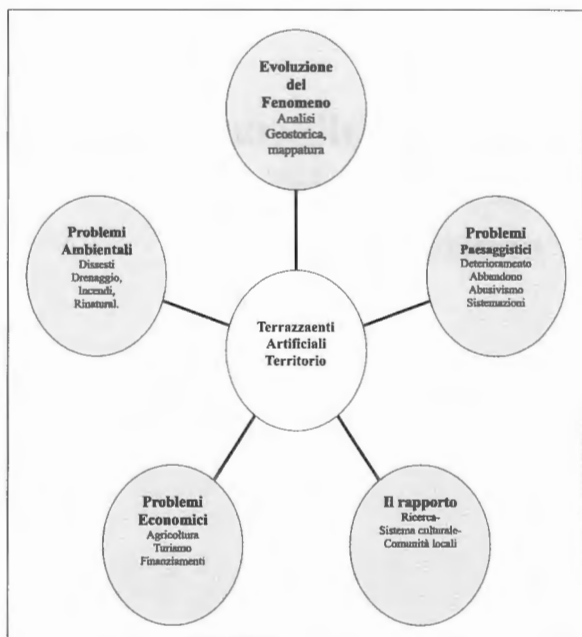 Evoluzione
del
Fenomeno
Analisi
Geostorica,
mappatura
Problemi
Ambientali
Dissesti
Drenaggio,
Incendi,
Rinatural.
Problemi
Paesaggistici
Deterioramento
Abbandono
Abusivismo
Sistemazioni
Terrazzaenti
Artificiali
Territorio
Problemi
Economici
Agricoltura
Turismo
Finanziamenti
Il rapporto
Ricerca-
Sistema culturale-
Comunità locali